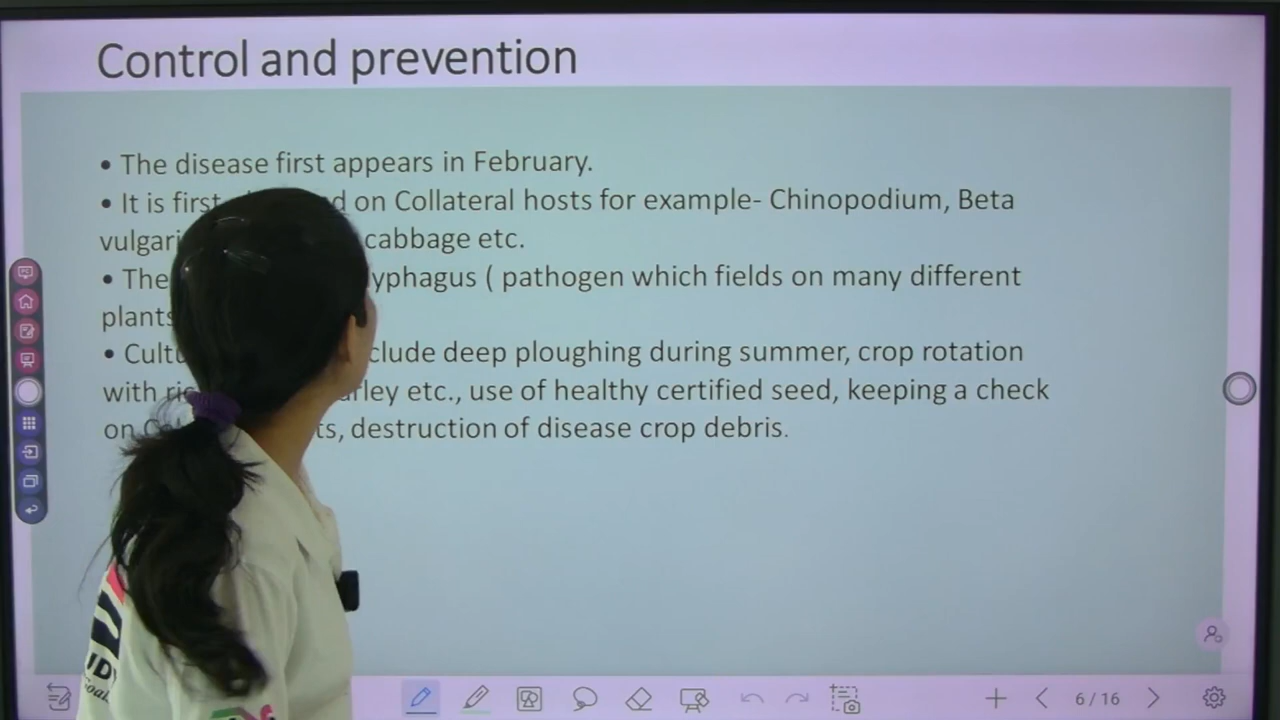 Control and prevention
• The disease first appears in February.
• It is first on Collateral hosts for example- Chinopodium, Beta
vulgari cabbage etc.
• The yphagus ( pathogen which fields on many different
plants
• Cult clude deep ploughing during summer, crop rotation
with ri rley etc., use of healthy certified seed, keeping a check
on ts, destruction of disease crop debris.
6 / 16